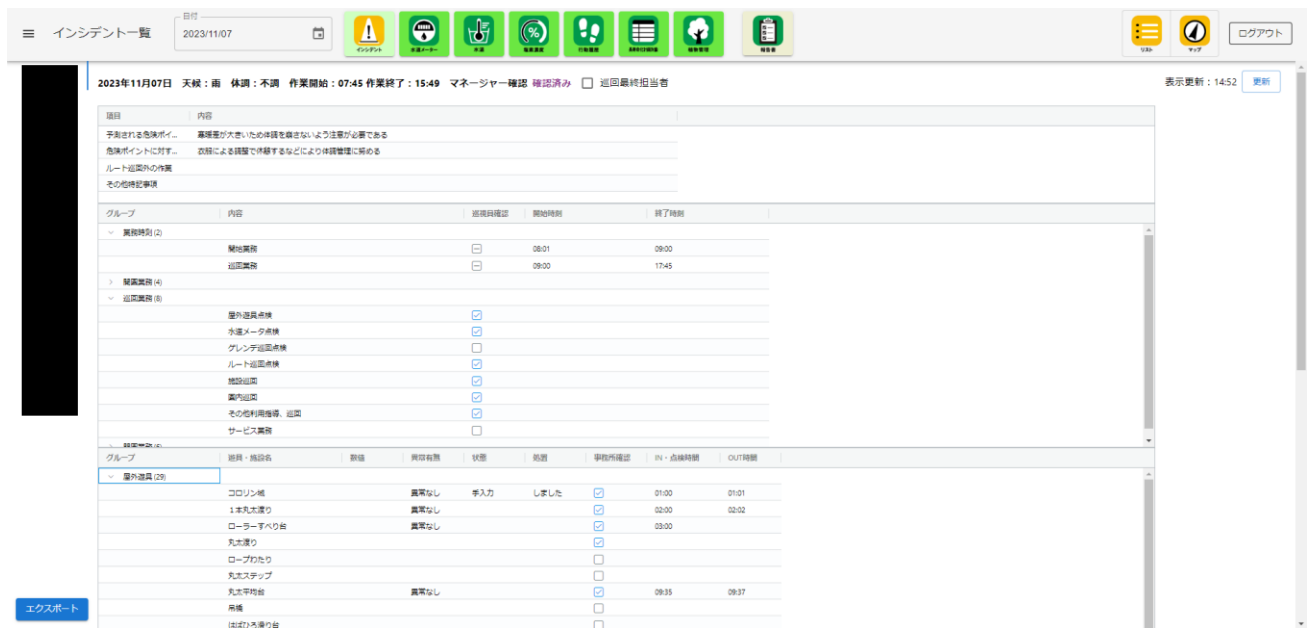 インシデント一覧
日付
2023/11/07
インシデント
水道メーター
水温
塩素濃度
行動履歴
植樹管理
報告書
リスト
マップ
ログアウト
2023年11月07日 天候：雨 体調：不調 作業開始：07:45 作業終了：15:49 マネージャー確認 確認済み 巡回最終担当者
表示更新：14:52 更新
項目 内容
予測される危険ポイ... 寒暖差が大きいため体調を崩さないよう注意が必要である
危険ポイントに対す... 衣服による調整で休憩するなどにより体調管理に努める
ルート巡回外の作業
その他特記事項
グループ 内容 巡視員確認 開始時刻 終了時刻
業務時刻 (2)
開始業務 08:01 09:00
巡回業務 09:00 17:45
開園業務 (4)
巡回業務 (8)
屋外遊具点検
水道メータ点検
ゲレンデ巡回点検
ルート巡回点検
施設巡回
園内巡回
その他利用指導、巡回
サービス業務
グループ 遊具・施設名 数値 異常有無 状態 処置 事務所確認 IN・点検時間 OUT時間
屋外遊具 (29)
コロリン城 異常なし 手入力 しました 01:00 01:01
１本丸太渡り 異常なし 02:00 02:02
ローラーすべり台 異常なし 03:00
丸太渡り
ロープわたり
丸太ステップ
丸太平均台 異常なし 09:35 09:37
吊橋
はばひろ滑り台
エクスポート